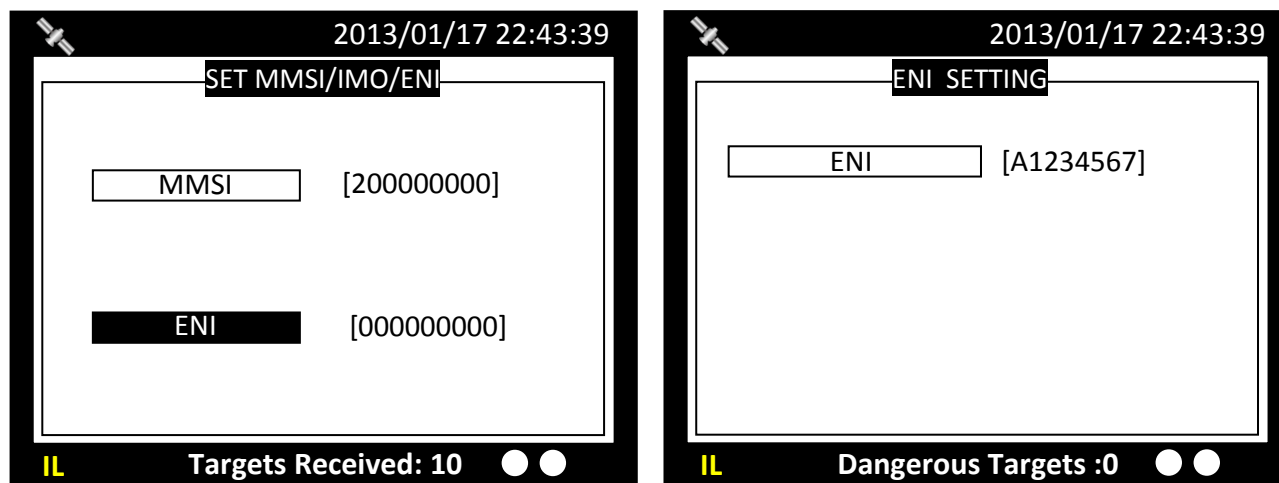 2013/01/17 22:43:39
SET MMSI/IMO/ENI
MMSI [200000000]
ENI [000000000]
IL Targets Received: 10
2013/01/17 22:43:39
ENI SETTING
ENI [A1234567]
IL Dangerous Targets :0